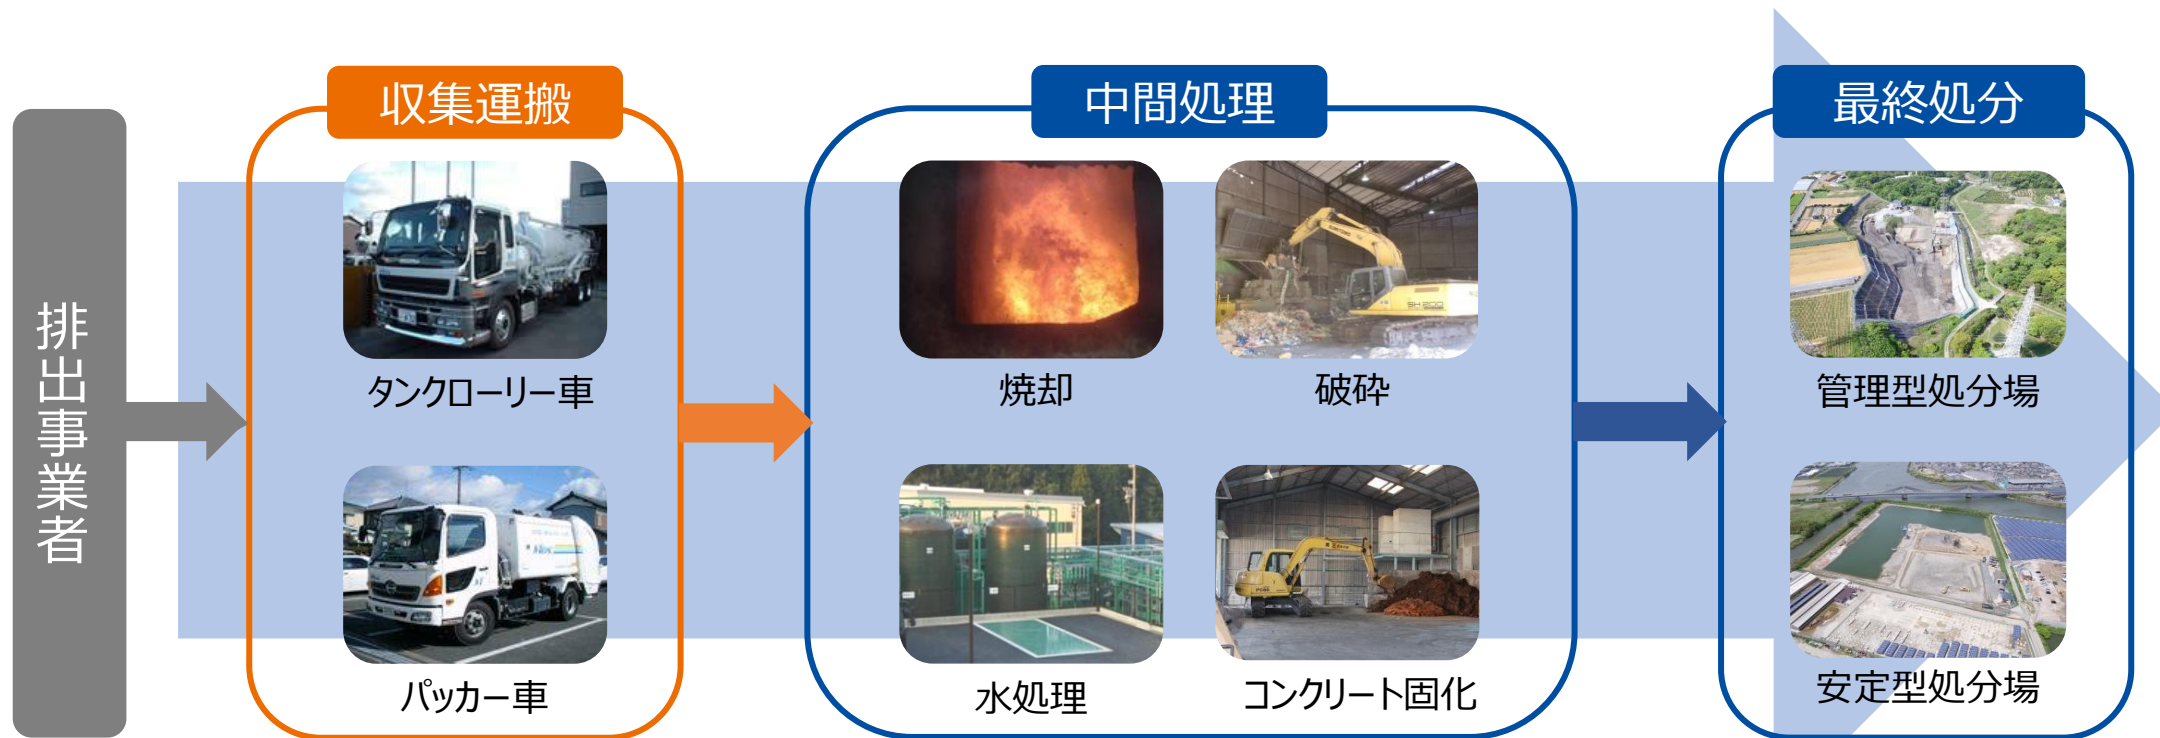 排出事業者
収集運搬
タンクローリー車
パッカー車
中間処理
焼却
破砕
水処理
コンクリート固化
最終処分
管理型処分場
安定型処分場